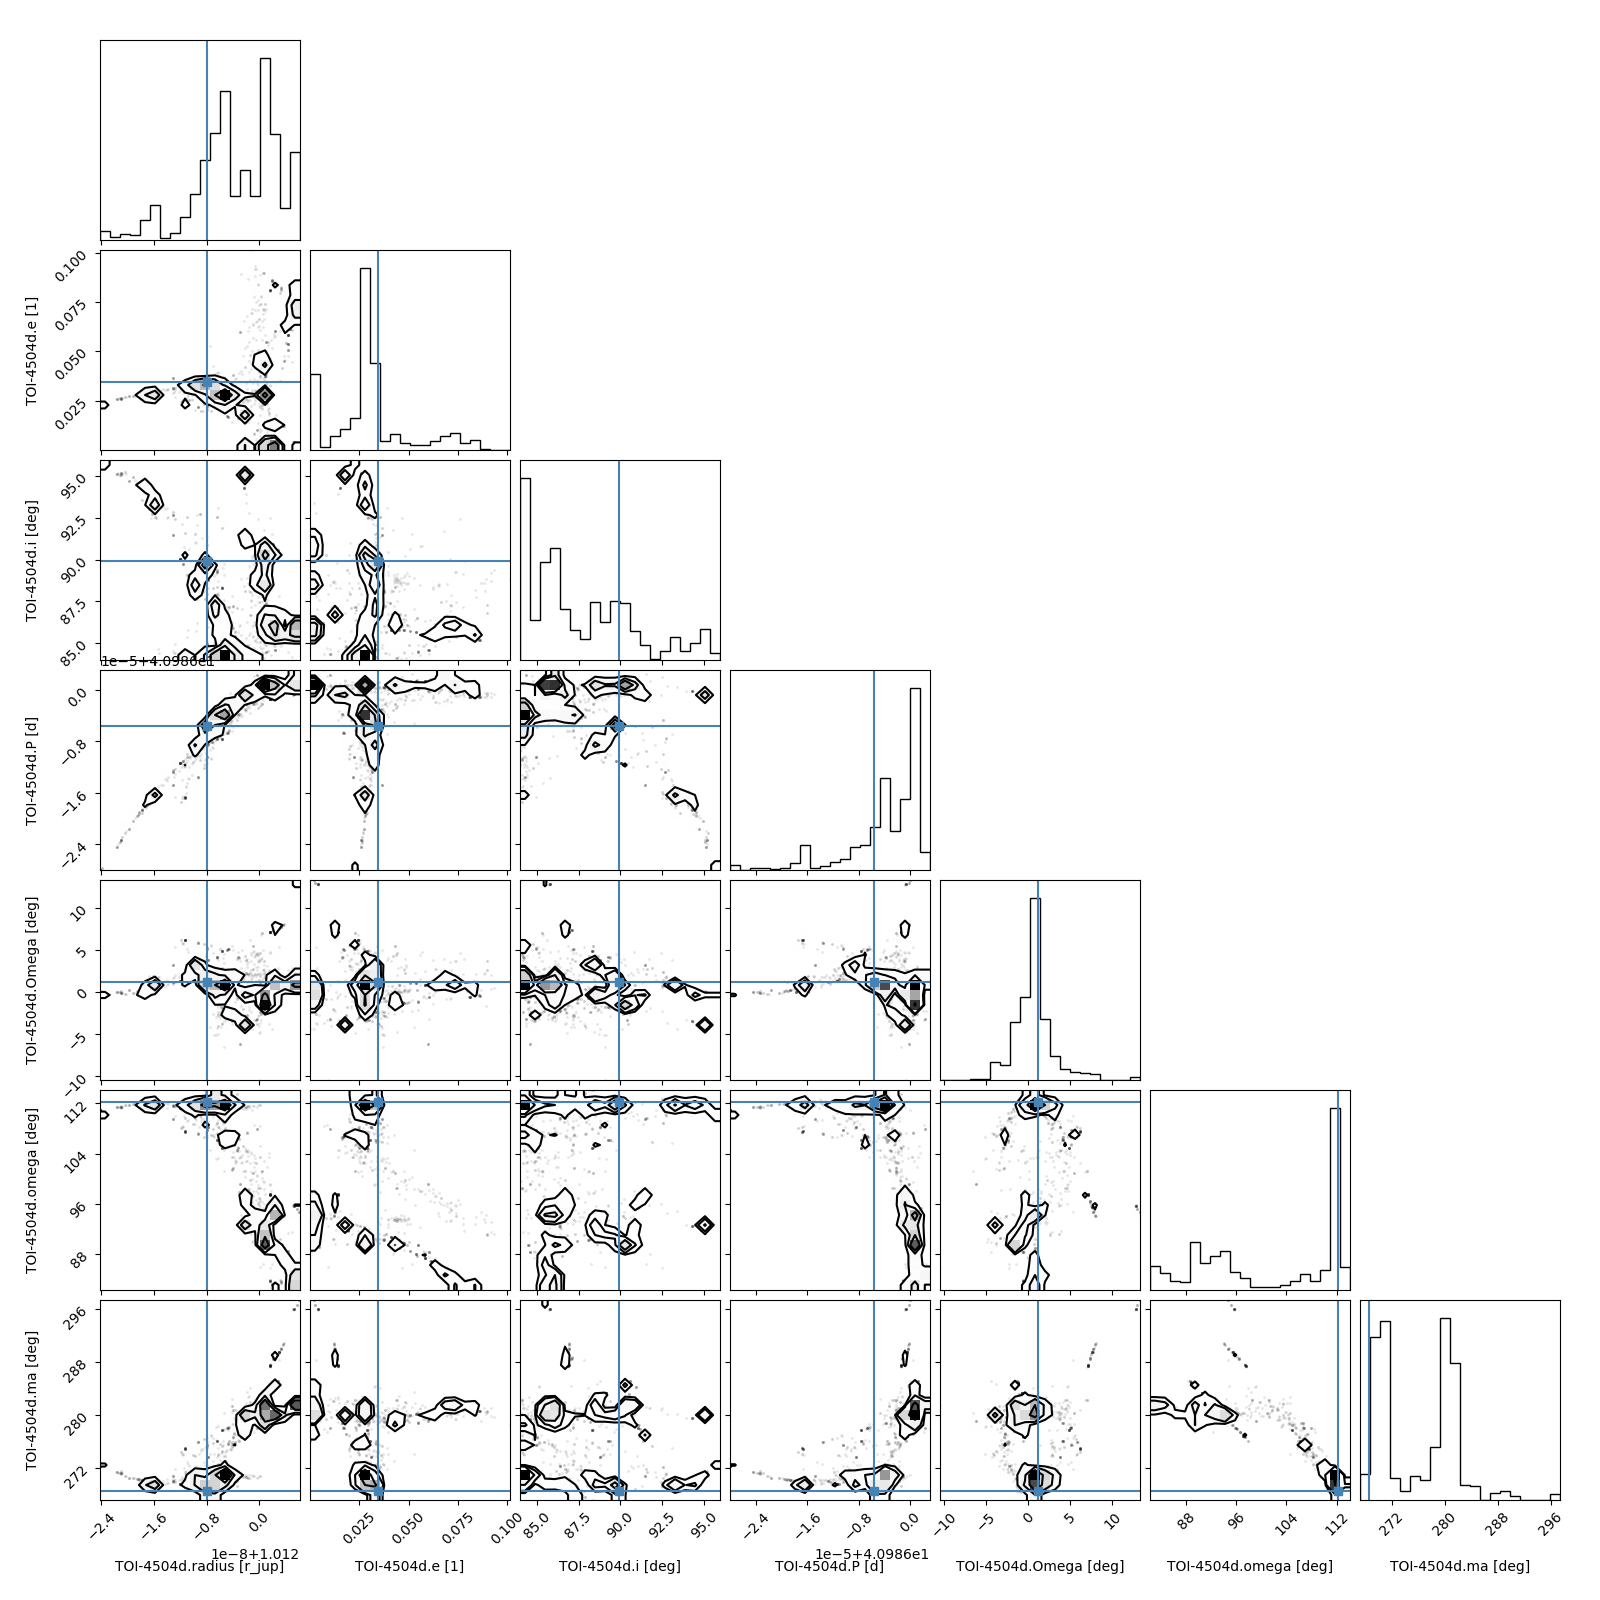 0.100
0.075
0.050
0.025
TOI-4504d.e [1]
95.0
92.5
90.0
87.5
85.0
TOI-4504d.i [deg]
1e−5+4.0986e1
0.0
−0.8
−1.6
−2.4
TOI-4504d.P [d]
10
5
0
−5
−10
TOI-4504d.Omega [deg]
112
104
96
88
TOI-4504d.omega [deg]
296
288
280
272
TOI-4504d.ma [deg]
−2.4 −1.6 −0.8 0.0 0.025 0.050 0.075 0.100 85.0 87.5 90.0 92.5 95.0 −2.4 −1.6 −0.8 0.0 −10 −5 0 5 10 88 96 104 112 272 280 288 296
1e−8+1.012 1e−5+4.0986e1
TOI-4504d.radius [r_jup] TOI-4504d.e [1] TOI-4504d.i [deg] TOI-4504d.P [d] TOI-4504d.Omega [deg] TOI-4504d.omega [deg] TOI-4504d.ma [deg]